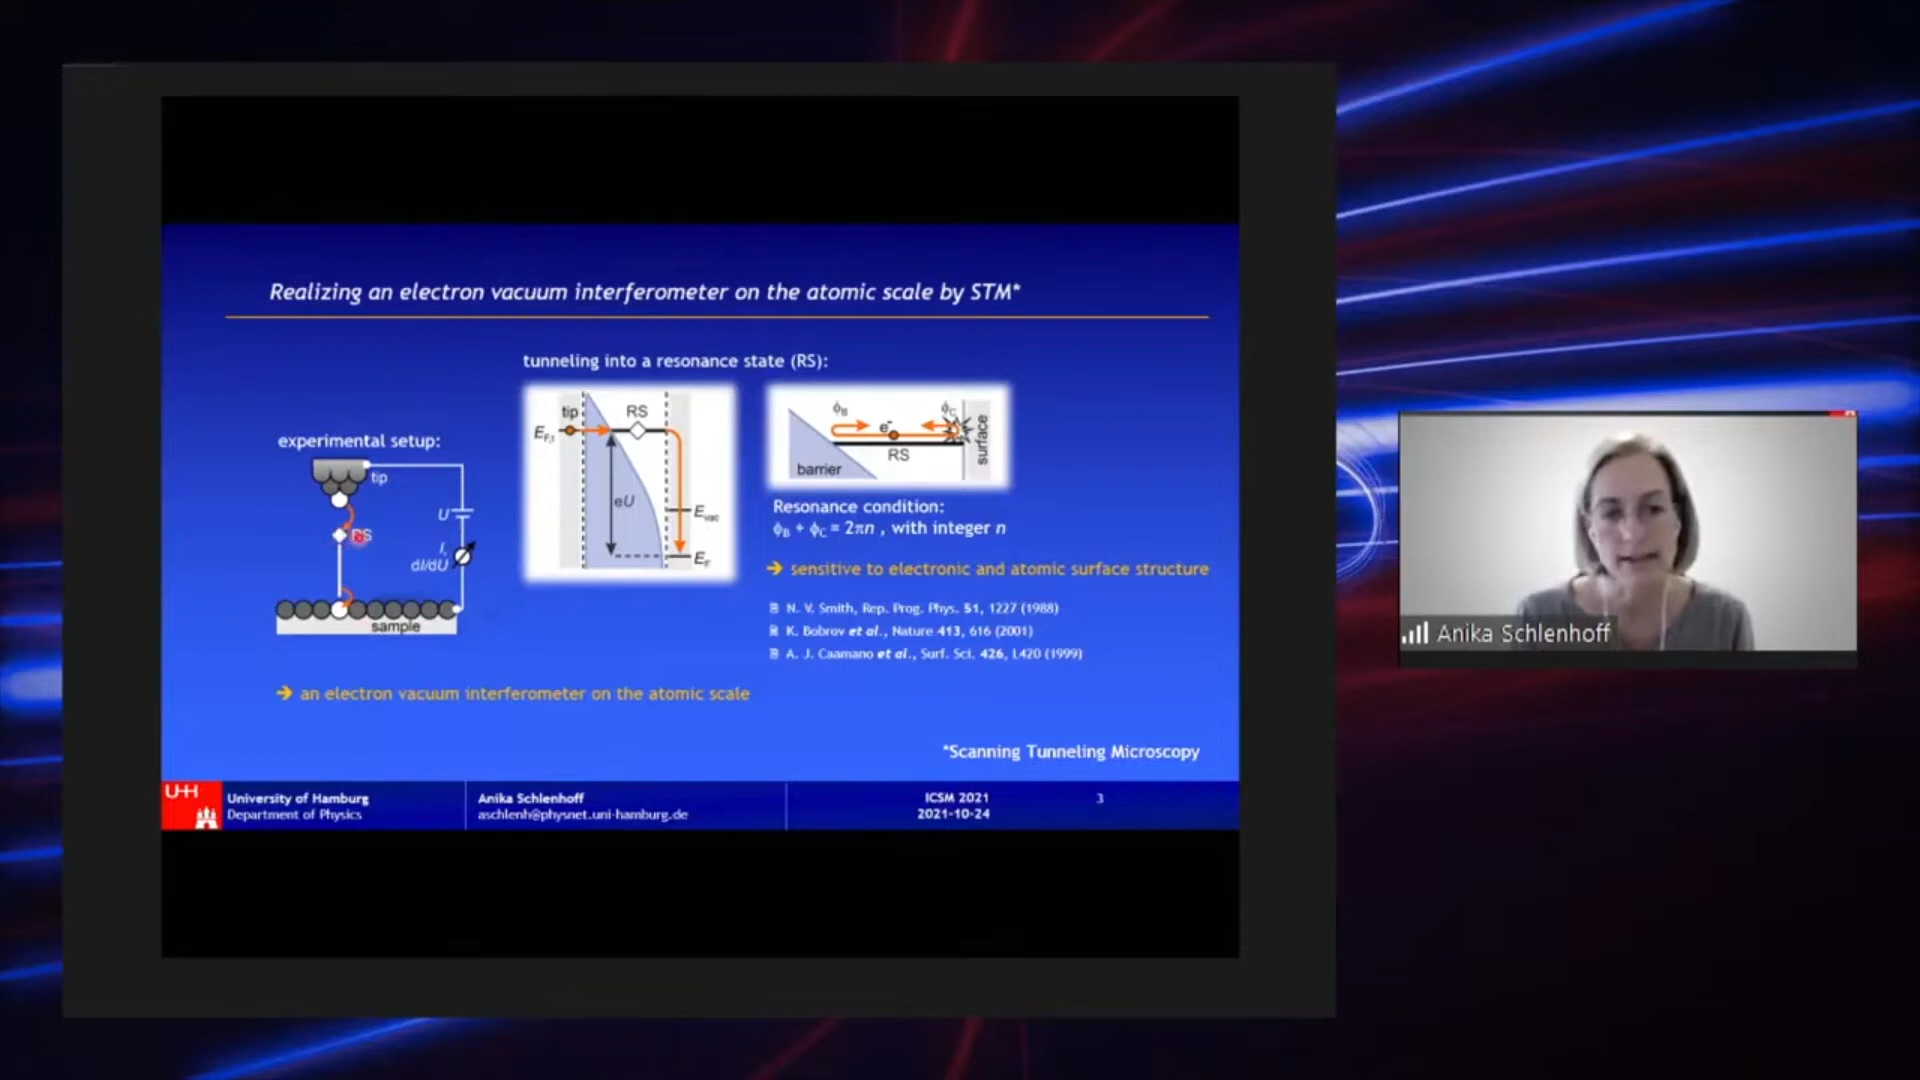 Realizing an electron vacuum interferometer on the atomic scale by STM*
tunneling into a resonance state (RS):
experimental setup:
tip
U
RS
I,
dI/dU
sample
tip
RS
E_F,t
eU
E_vac
E_F
ϕ_B
ϕ_C
e⁻
RS
barrier
surface
Resonance condition:
ϕ_B + ϕ_C = 2πn , with integer n
➔ sensitive to electronic and atomic surface structure
N. V. Smith, Rep. Prog. Phys. 51, 1227 (1988)
K. Bobrov et al., Nature 413, 616 (2001)
A. J. Caamano et al., Surf. Sci. 426, L420 (1999)
➔ an electron vacuum interferometer on the atomic scale
*Scanning Tunneling Microscopy
UHH
University of Hamburg
Department of Physics
Anika Schlenhoff
aschlenh@physnet.uni-hamburg.de
ICSM 2021
2021-10-24
3
Anika Schlenhoff